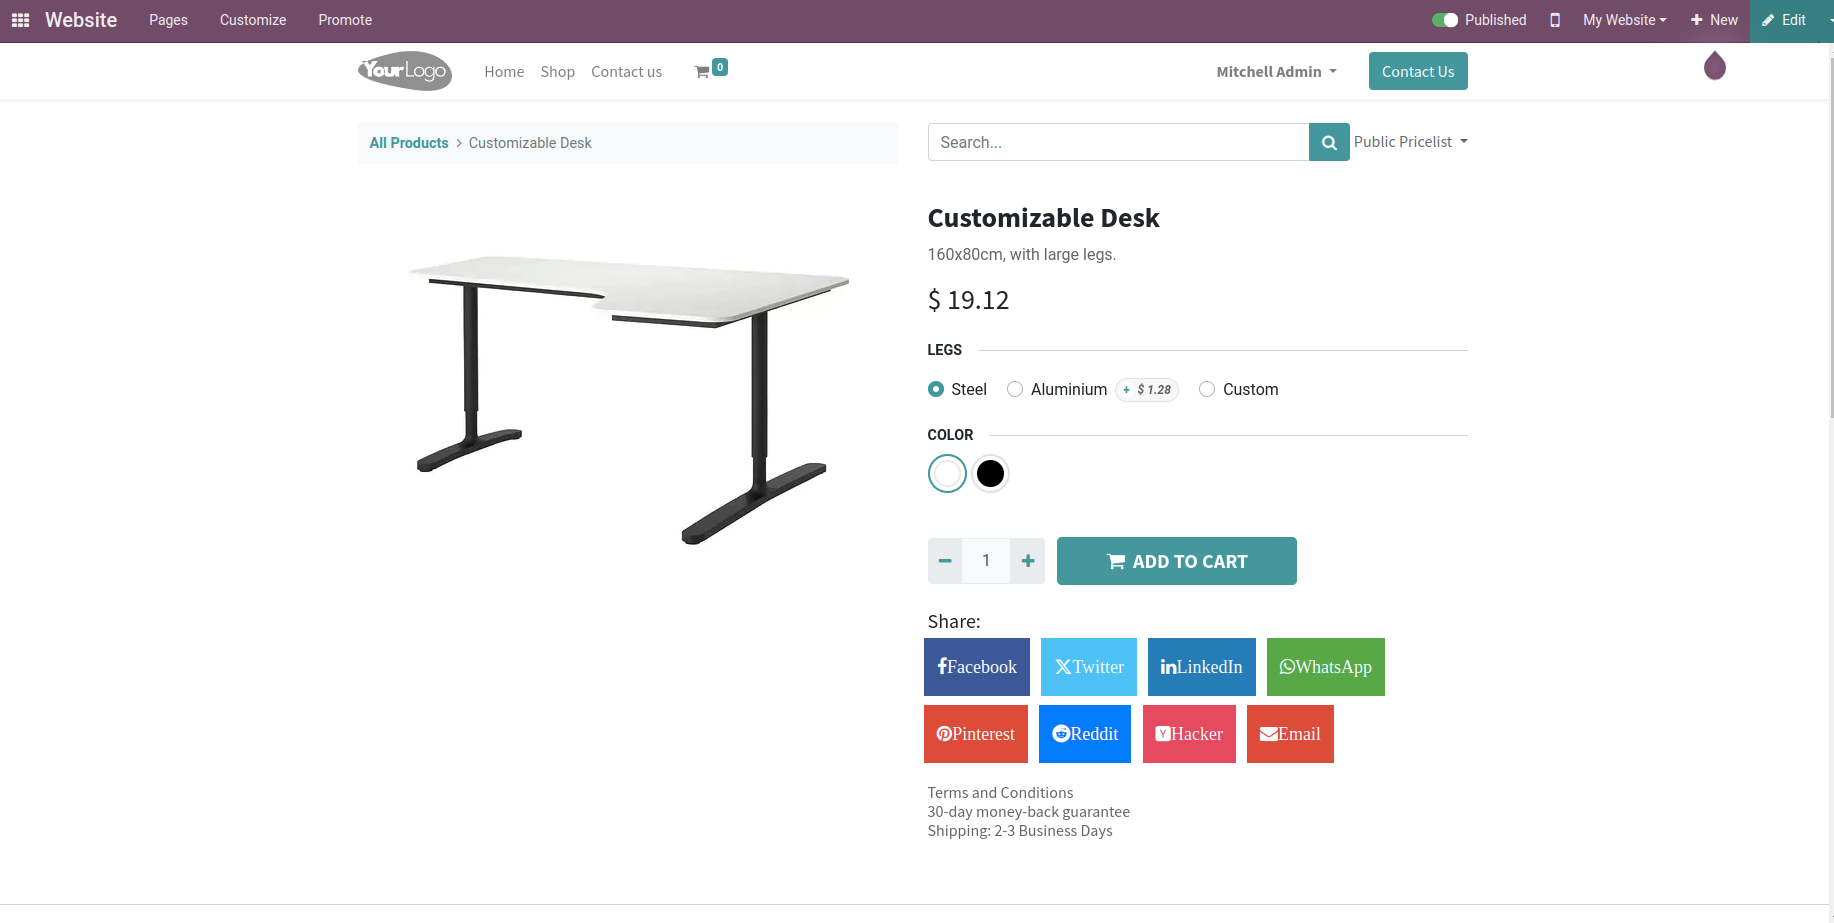 Website Pages Customize Promote Published My Website New Edit
YourLogo Home Shop Contact us 0 Mitchell Admin Contact Us
All Products > Customizable Desk Search... Public Pricelist
Customizable Desk
160x80cm, with large legs.
$ 19.12
LEGS
Steel Aluminium + $ 1.28 Custom
COLOR
1 ADD TO CART
Share:
Facebook Twitter LinkedIn WhatsApp
Pinterest Reddit Hacker Email
Terms and Conditions
30-day money-back guarantee
Shipping: 2-3 Business Days